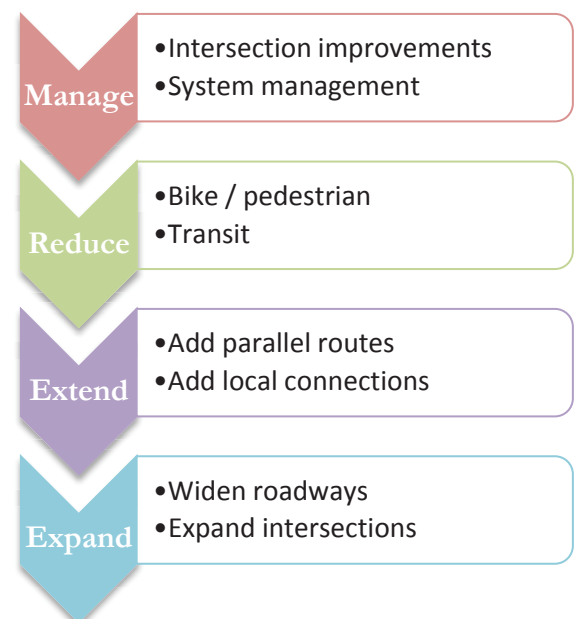 Manage
•Intersection improvements
•System management
Reduce
•Bike / pedestrian
•Transit
Extend
•Add parallel routes
•Add local connections
Expand
•Widen roadways
•Expand intersections